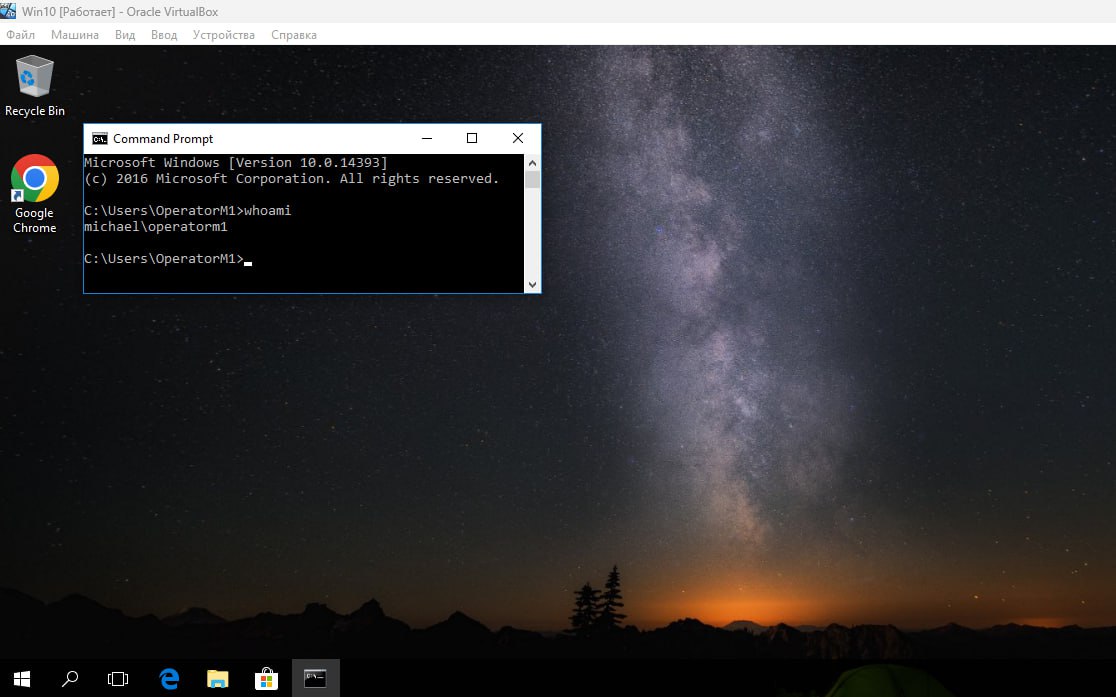 Win10 [Работает] - Oracle VirtualBox
Файл Машина Вид Ввод Устройства Справка
Recycle Bin
Google
Chrome
Command Prompt
Microsoft Windows [Version 10.0.14393]
(c) 2016 Microsoft Corporation. All rights reserved.
C:\Users\OperatorM1>whoami
michael\operatorm1
C:\Users\OperatorM1>